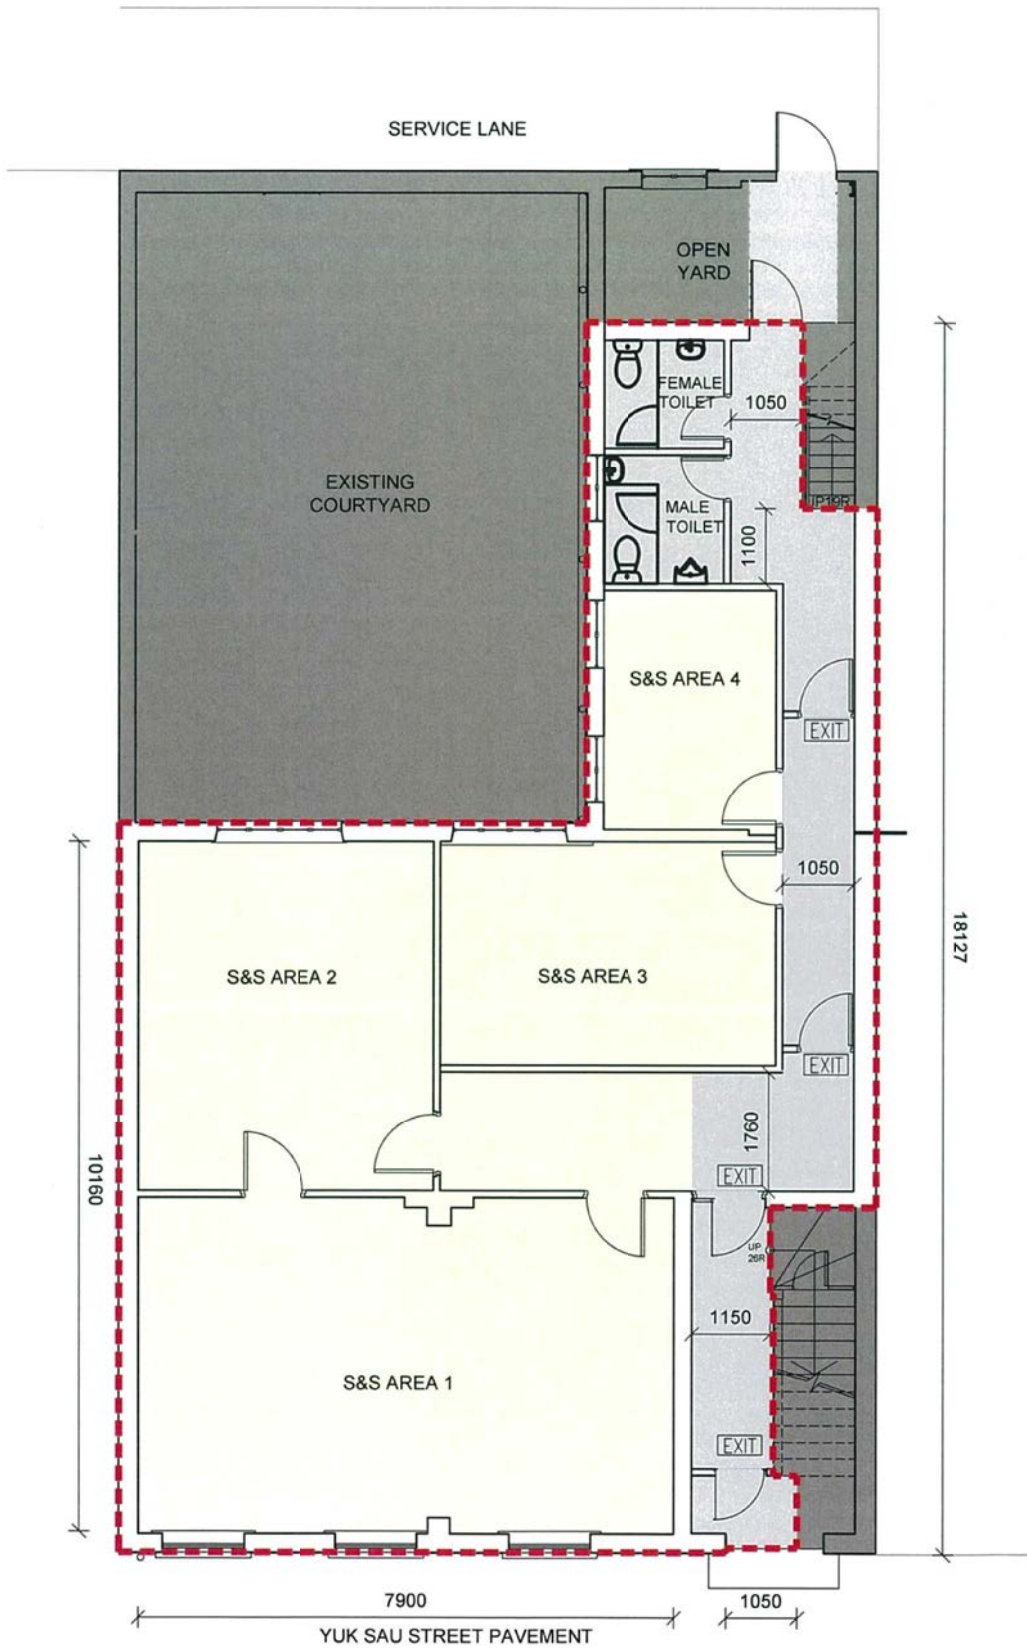 SERVICE LANE
OPEN
YARD
FEMALE
TOILET
1050
EXISTING
COURTYARD
UP19R
MALE
TOILET
1100
S&S AREA 4
EXIT
1050
18127
S&S AREA 2
S&S AREA 3
EXIT
1760
10160
EXIT
UP
26R
1150
S&S AREA 1
EXIT
7900
1050
YUK SAU STREET PAVEMENT